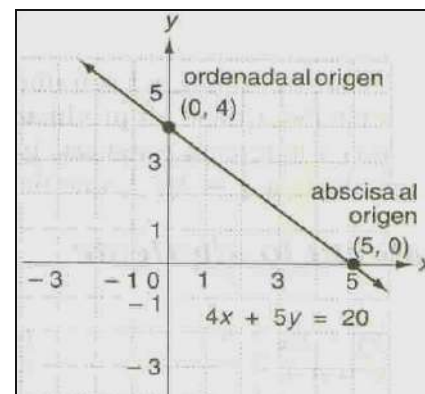 y
ordenada al origen
5
(0, 4)
3
abscisa al
origen
1
(5, 0)
x
-3 -1 0 1 3 5
-1
4x + 5y = 20
-3